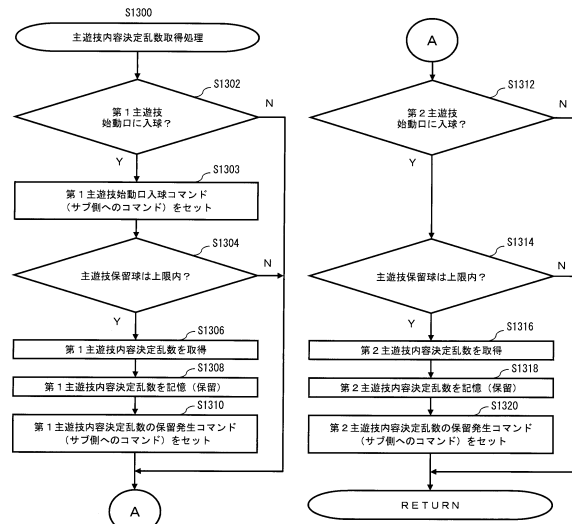 S1300
主遊技内容決定乱数取得処理
S1302
第1主遊技
始動口に入球?
N
Y
S1303
第1主遊技始動口入球コマンド
(サブ側へのコマンド)をセット
S1304
主遊技保留球は上限内?
N
Y
S1306
第1主遊技内容決定乱数を取得
S1308
第1主遊技内容決定乱数を記憶(保留)
S1310
第1主遊技内容決定乱数の保留発生コマンド
(サブ側へのコマンド)をセット
A
A
S1312
第2主遊技
始動口に入球?
N
Y
S1314
主遊技保留球は上限内?
N
Y
S1316
第2主遊技内容決定乱数を取得
S1318
第2主遊技内容決定乱数を記憶(保留)
S1320
第2主遊技内容決定乱数の保留発生コマンド
(サブ側へのコマンド)をセット
RETURN